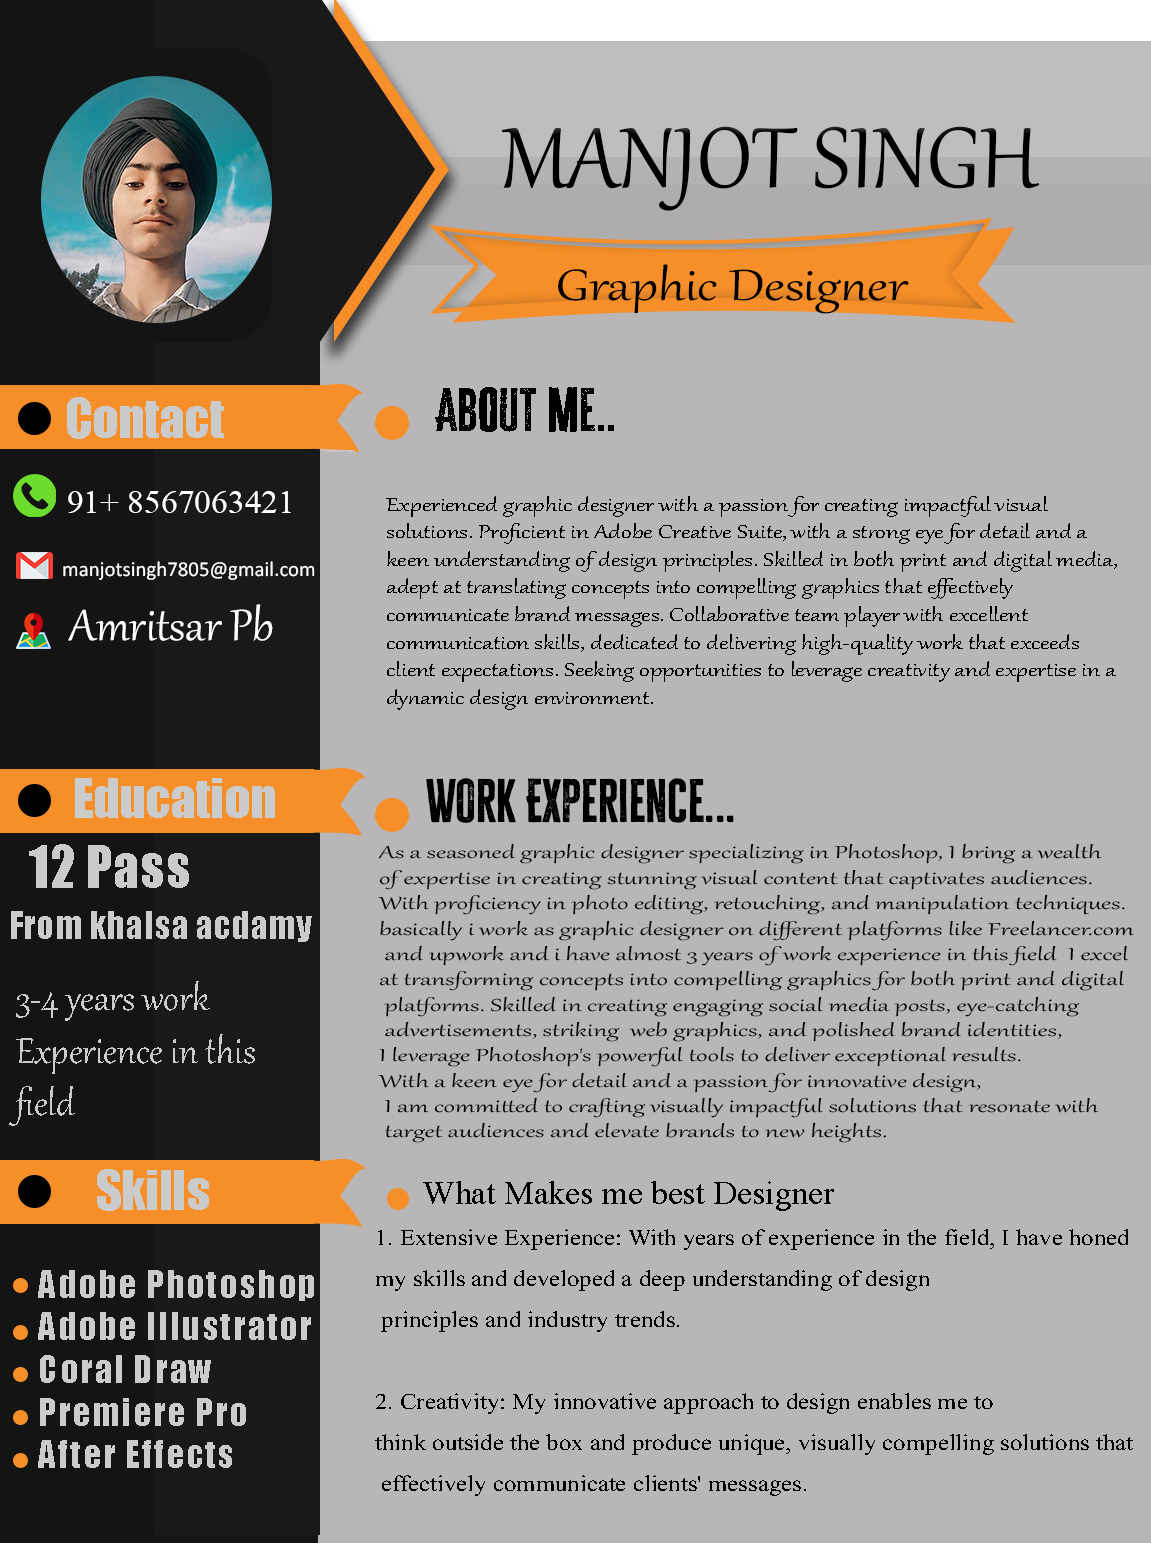 MANJOT SINGH
Graphic Designer
Contact
91+ 8567063421
manjotsingh7805@gmail.com
Amritsar Pb
Education
12 Pass
From khalsa acdamy
3-4 years work
Experience in this
field
Skills
Adobe Photoshop
Adobe Illustrator
Coral Draw
Premiere Pro
After Effects
ABOUT ME..
Experienced graphic designer with a passion for creating impactful visual
solutions. Proficient in Adobe Creative Suite, with a strong eye for detail and a
keen understanding of design principles. Skilled in both print and digital media,
adept at translating concepts into compelling graphics that effectively
communicate brand messages. Collaborative team player with excellent
communication skills, dedicated to delivering high-quality work that exceeds
client expectations. Seeking opportunities to leverage creativity and expertise in a
dynamic design environment.
WORK EXPERIENCE...
As a seasoned graphic designer specializing in Photoshop, I bring a wealth
of expertise in creating stunning visual content that captivates audiences.
With proficiency in photo editing, retouching, and manipulation techniques.
basically i work as graphic designer on different platforms like Freelancer.com
and upwork and i have almost 3 years of work experience in this field I excel
at transforming concepts into compelling graphics for both print and digital
platforms. Skilled in creating engaging social media posts, eye-catching
advertisements, striking web graphics, and polished brand identities,
I leverage Photoshop's powerful tools to deliver exceptional results.
With a keen eye for detail and a passion for innovative design,
I am committed to crafting visually impactful solutions that resonate with
target audiences and elevate brands to new heights.
What Makes me best Designer
1. Extensive Experience: With years of experience in the field, I have honed
my skills and developed a deep understanding of design
principles and industry trends.
2. Creativity: My innovative approach to design enables me to
think outside the box and produce unique, visually compelling solutions that
effectively communicate clients' messages.